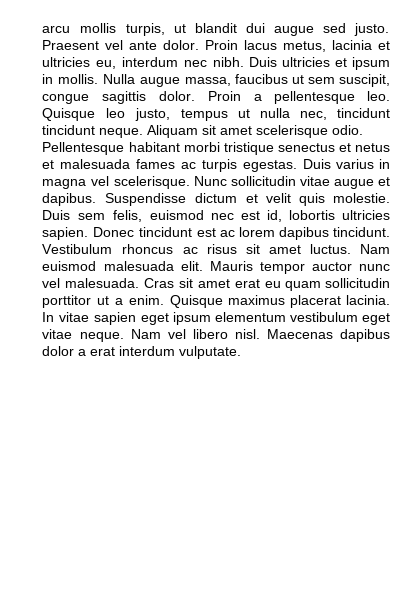 arcu mollis turpis, ut blandit dui augue sed justo.
Praesent vel ante dolor. Proin lacus metus, lacinia et
ultricies eu, interdum nec nibh. Duis ultricies et ipsum
in mollis. Nulla augue massa, faucibus ut sem suscipit,
congue sagittis dolor. Proin a pellentesque leo.
Quisque leo justo, tempus ut nulla nec, tincidunt
tincidunt neque. Aliquam sit amet scelerisque odio.
Pellentesque habitant morbi tristique senectus et netus
et malesuada fames ac turpis egestas. Duis varius in
magna vel scelerisque. Nunc sollicitudin vitae augue et
dapibus. Suspendisse dictum et velit quis molestie.
Duis sem felis, euismod nec est id, lobortis ultricies
sapien. Donec tincidunt est ac lorem dapibus tincidunt.
Vestibulum rhoncus ac risus sit amet luctus. Nam
euismod malesuada elit. Mauris tempor auctor nunc
vel malesuada. Cras sit amet erat eu quam sollicitudin
porttitor ut a enim. Quisque maximus placerat lacinia.
In vitae sapien eget ipsum elementum vestibulum eget
vitae neque. Nam vel libero nisl. Maecenas dapibus
dolor a erat interdum vulputate.